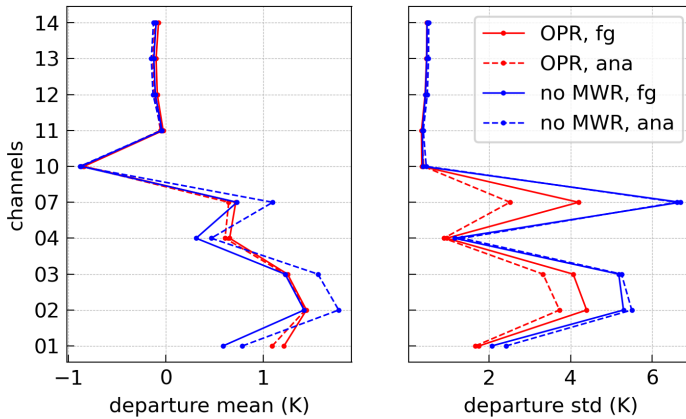 channels
14
13
12
11
10
07
04
03
02
01
−1
0
1
departure mean (K)
OPR, fg
OPR, ana
no MWR, fg
no MWR, ana
2
4
6
departure std (K)